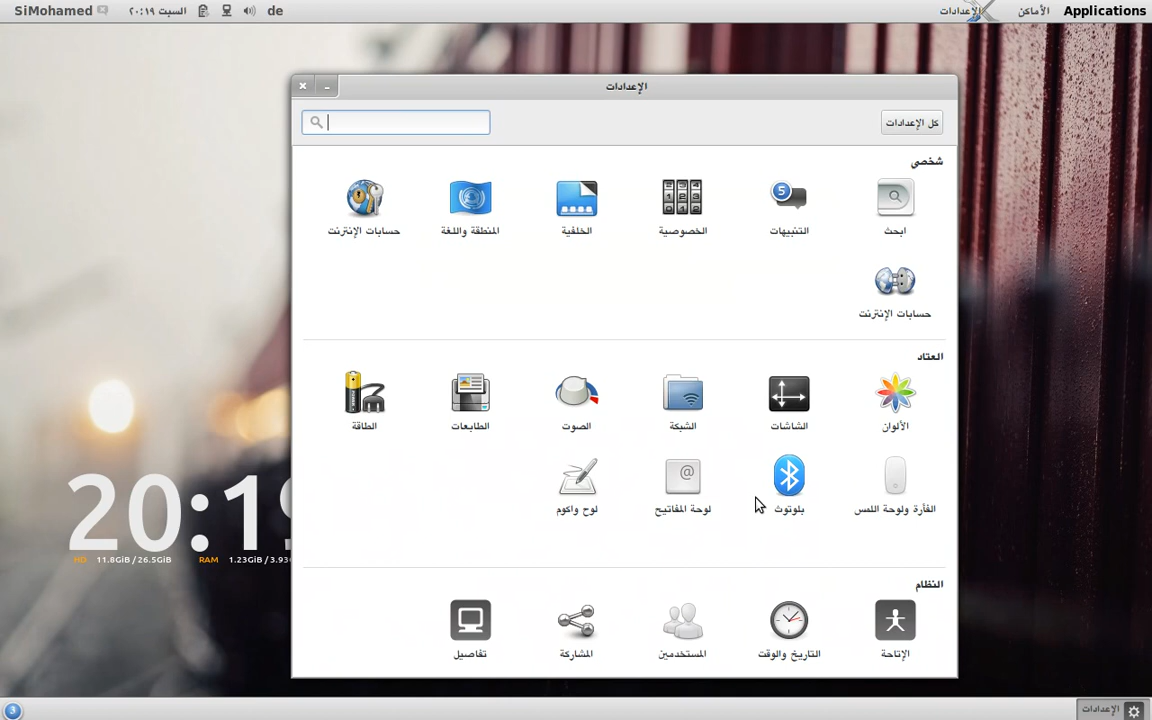 Applications
الأماكن
الإعدادات
de
السبت ٢٠:١٩
SiMohamed
الإعدادات
كل الإعدادات
شخصي
ابحث
التنبيهات
الخصوصية
الخلفية
المنطقة واللغة
حسابات الإنترنت
حسابات الإنترنت
العتاد
الألوان
الشاشات
الشبكة
الصوت
الطابعات
الطاقة
الفأرة ولوحة اللمس
بلوتوث
لوحة المفاتيح
لوح واكوم
النظام
الإتاحة
التاريخ والوقت
المستخدمين
المشاركة
تفاصيل
20:19
HD 11.8GiB / 26.5GiB RAM 1.23GiB / 3.93
الإعدادات